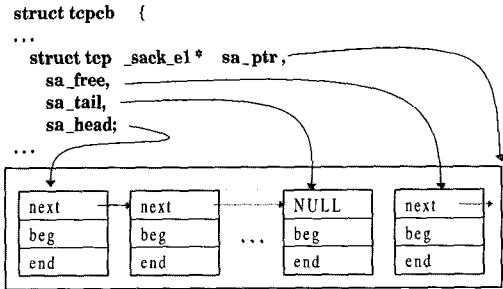 struct tcpcb {
...
struct tcp _sack_el * sa_ptr,
sa_free,
sa_tail,
sa_head;
...
next next NULL next
beg beg ... beg beg
end end end end